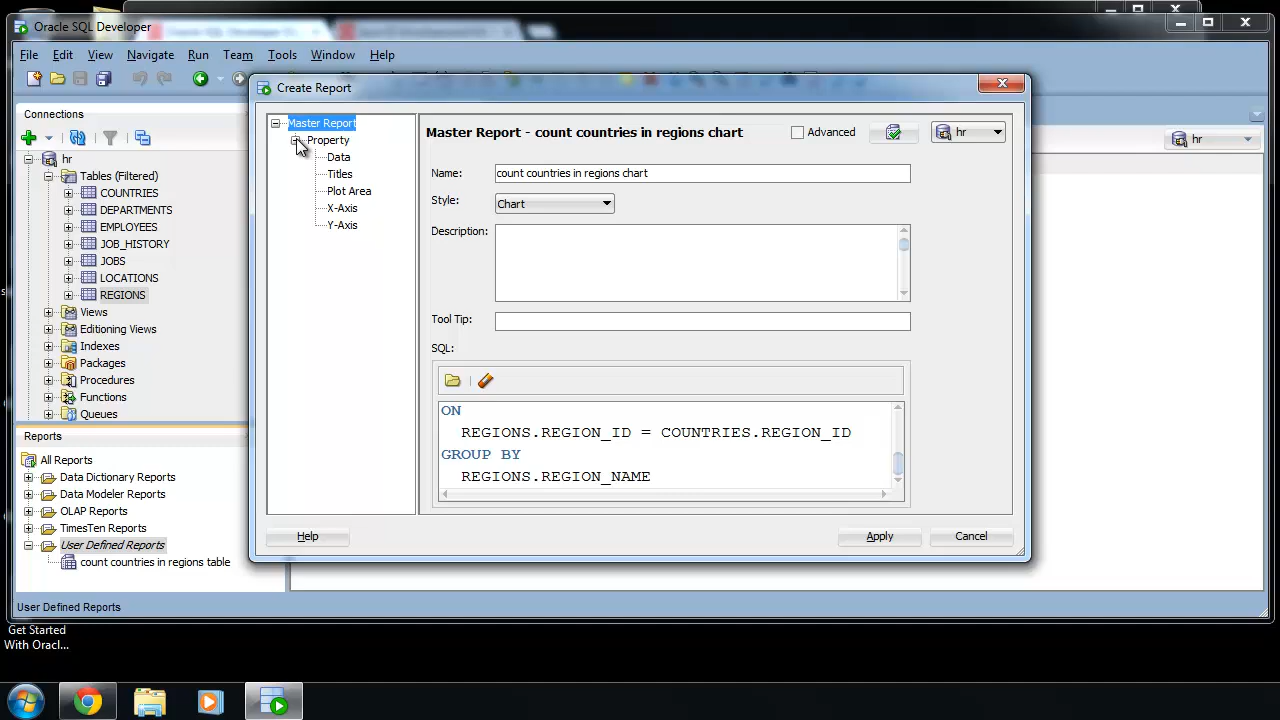 Oracle SQL Developer
File Edit View Navigate Run Team Tools Window Help
Connections
hr
Tables (Filtered)
COUNTRIES
DEPARTMENTS
EMPLOYEES
JOB_HISTORY
JOBS
LOCATIONS
REGIONS
Views
Editioning Views
Indexes
Packages
Procedures
Functions
Queues
Reports
All Reports
Data Dictionary Reports
Data Modeler Reports
OLAP Reports
TimesTen Reports
User Defined Reports
count countries in regions table
User Defined Reports
Create Report
Master Report
Property
Data
Titles
Plot Area
X-Axis
Y-Axis
Master Report - count countries in regions chart
Advanced
hr
Name: count countries in regions chart
Style: Chart
Description:
Tool Tip:
SQL:
ON
REGIONS.REGION_ID = COUNTRIES.REGION_ID
GROUP BY
REGIONS.REGION_NAME
Help
Apply
Cancel
hr
Get Started
With Oracl...